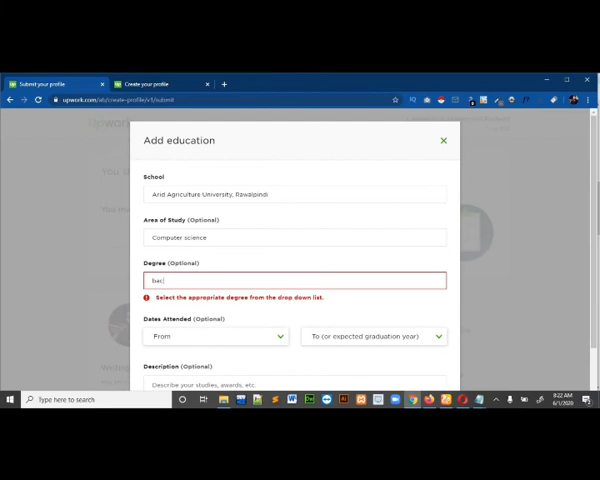 Submit your profile
Create your profile
upwork.com/ab/create-profile/v1/submit
Add education
School
Arid Agriculture University, Rawalpindi
Area of Study (Optional)
Computer science
Degree (Optional)
bac
Select the appropriate degree from the drop down list.
Dates Attended (Optional)
From
To (or expected graduation year)
Description (Optional)
Describe your studies, awards, etc.
Type here to search
8:22 AM
6/1/2020